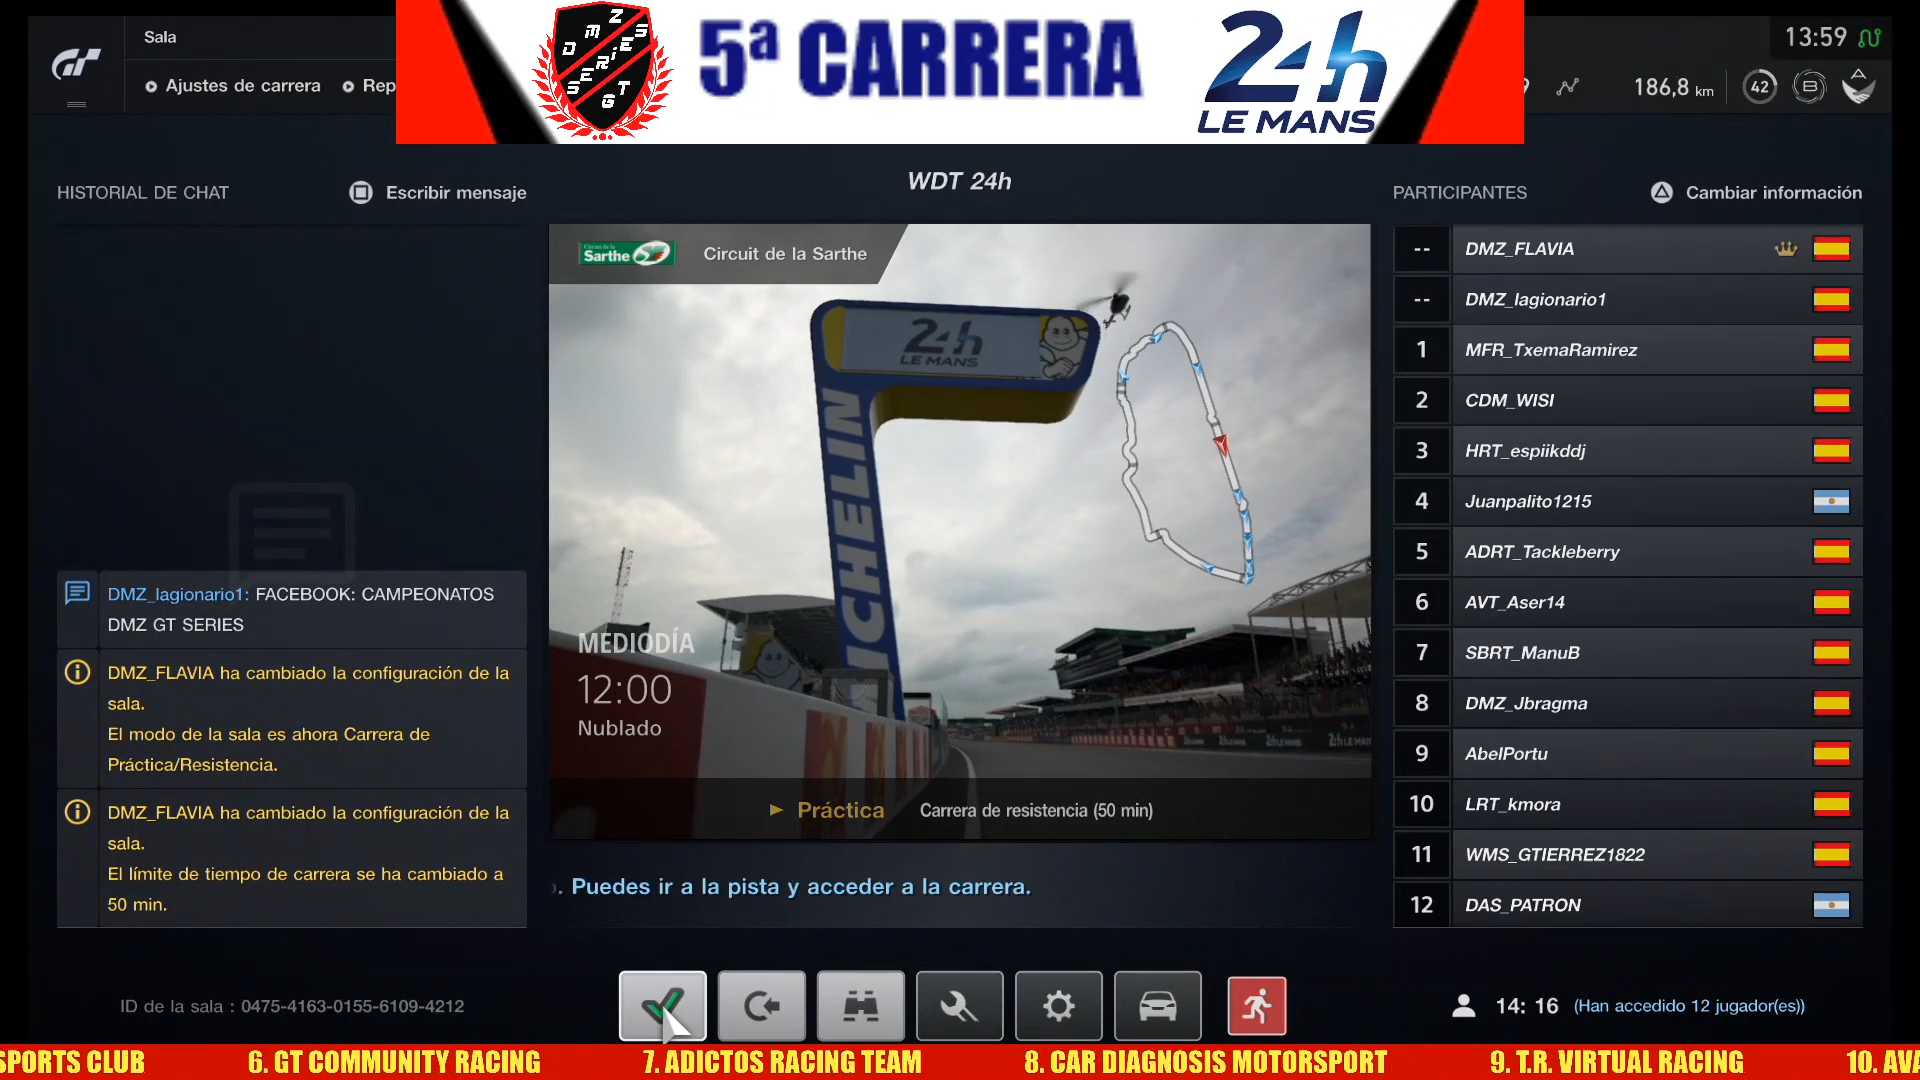 Sala
Ajustes de carrera
Rep
DMZ SERIES GT
5ª CARRERA
24h
LE MANS
13:59
186,8 km
42
B
A
HISTORIAL DE CHAT
Escribir mensaje
WDT 24h
PARTICIPANTES
Cambiar información
Circuit de la
Sarthe
Circuit de la Sarthe
24h
LE MANS
MICHELIN
MEDIODÍA
12:00
Nublado
Práctica
Carrera de resistencia (50 min)
-- DMZ_FLAVIA
-- DMZ_lagionario1
1 MFR_TxemaRamirez
2 CDM_WISI
3 HRT_espiikddj
4 Juanpalito1215
5 ADRT_Tackleberry
6 AVT_Aser14
7 SBRT_ManuB
8 DMZ_Jbragma
9 AbelPortu
10 LRT_kmora
11 WMS_GTIERREZ1822
12 DAS_PATRON
DMZ_lagionario1: FACEBOOK: CAMPEONATOS
DMZ GT SERIES
DMZ_FLAVIA ha cambiado la configuración de la
sala.
El modo de la sala es ahora Carrera de
Práctica/Resistencia.
DMZ_FLAVIA ha cambiado la configuración de la
sala.
El límite de tiempo de carrera se ha cambiado a
50 min.
. Puedes ir a la pista y acceder a la carrera.
ID de la sala : 0475-4163-0155-6109-4212
14: 16 (Han accedido 12 jugador(es))
SPORTS CLUB 6. GT COMMUNITY RACING 7. ADICTOS RACING TEAM 8. CAR DIAGNOSIS MOTORSPORT 9. T.R. VIRTUAL RACING 10. AVA